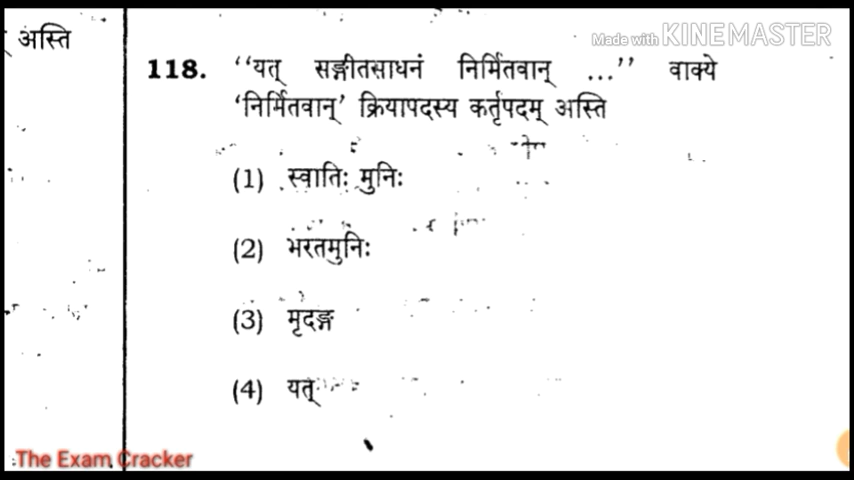 अस्ति
Made with KINEMASTER
118. ‘‘यत् सङ्गीतसाधनं निर्मितवान् ...’’ वाक्ये
‘निर्मितवान्’ क्रियापदस्य कर्तृपदम् अस्ति
(1) स्वातिः मुनिः
(2) भरतमुनिः
(3) मृदङ्ग
(4) यत्
The Exam Cracker